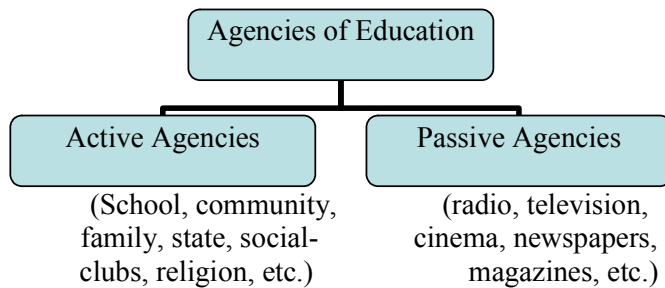 Agencies of Education
Active Agencies
Passive Agencies
(School, community,
family, state, social-
clubs, religion, etc.)
(radio, television,
cinema, newspapers,
magazines, etc.)